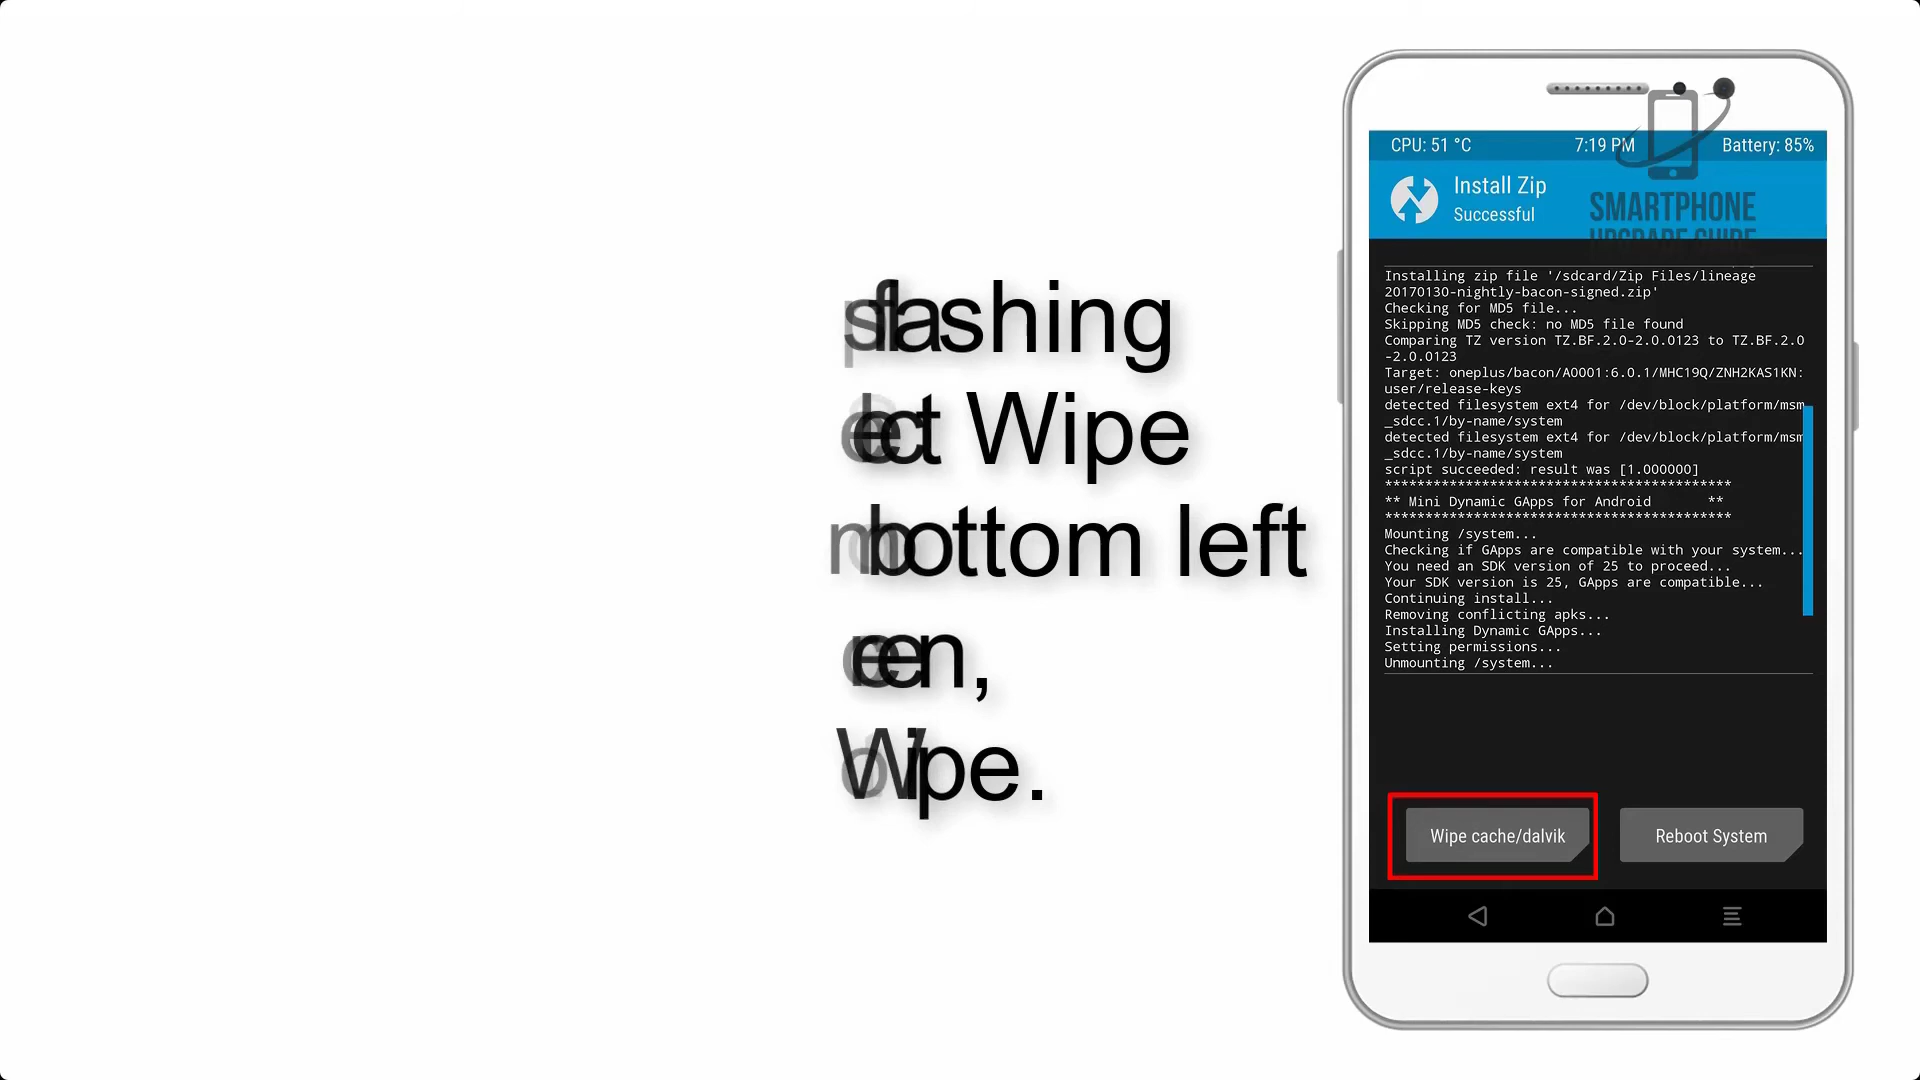 flashing
Wipe
bottom left
Wipe.
CPU: 51 °C 7:19 PM Battery: 85%
Install Zip
Successful
SMARTPHONE
UPGRADE GUIDE
Installing zip file '/sdcard/Zip Files/lineage
20170130-nightly-bacon-signed.zip'
Checking for MD5 file...
Skipping MD5 check: no MD5 file found
Comparing TZ version TZ.BF.2.0-2.0.0123 to TZ.BF.2.0
-2.0.0123
Target: oneplus/bacon/A0001:6.0.1/MHC19Q/ZNH2KAS1KN:
user/release-keys
detected filesystem ext4 for /dev/block/platform/msm
_sdcc.1/by-name/system
detected filesystem ext4 for /dev/block/platform/msm
_sdcc.1/by-name/system
script succeeded: result was [1.000000]
*******************************************
** Mini Dynamic GApps for Android **
*******************************************
Mounting /system...
Checking if GApps are compatible with your system...
You need an SDK version of 25 to proceed...
Your SDK version is 25, GApps are compatible...
Continuing install...
Removing conflicting apks...
Installing Dynamic GApps...
Setting permissions...
Unmounting /system...
Wipe cache/dalvik Reboot System